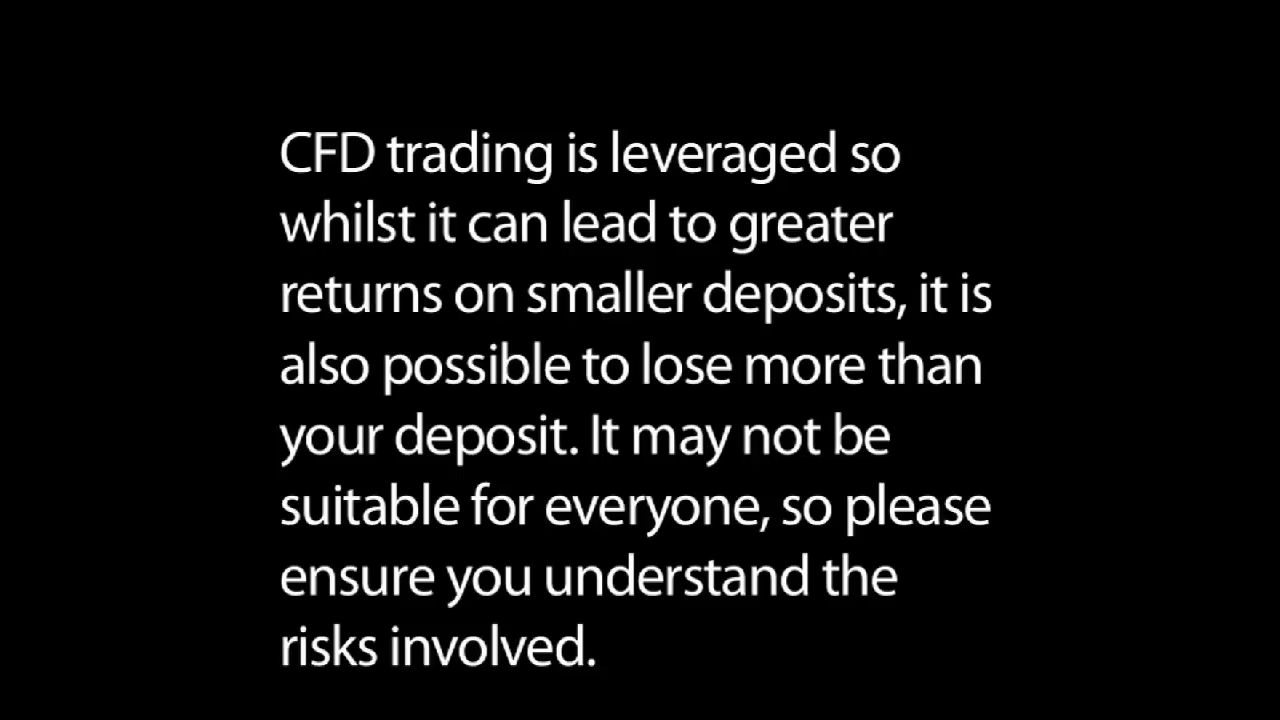 CFD trading is leveraged so
whilst it can lead to greater
returns on smaller deposits, it is
also possible to lose more than
your deposit. It may not be
suitable for everyone, so please
ensure you understand the
risks involved.